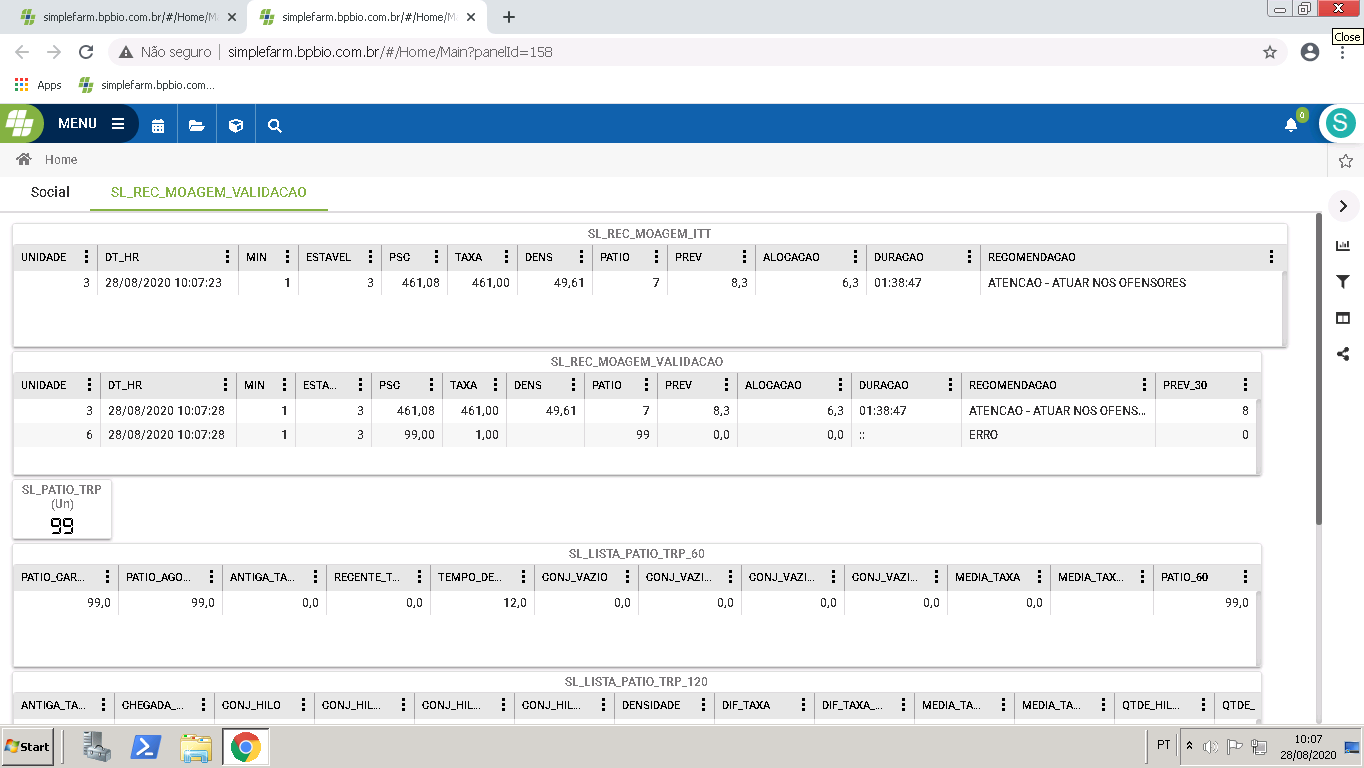 simplefarm.bpbio.com.br/#/Home/M
simplefarm.bpbio.com.br/#/Home/M
Close
Não seguro
simplefarm.bpbio.com.br/#/Home/Main?panelId=158
Apps
simplefarm.bpbio.com...
MENU
0
S
Home
Social
SL_REC_MOAGEM_VALIDACAO
SL_REC_MOAGEM_ITT
UNIDADE DT_HR MIN ESTAVEL PSC TAXA DENS PATIO PREV ALOCACAO DURACAO RECOMENDACAO
3 28/08/2020 10:07:23 1 3 461,08 461,00 49,61 7 8,3 6,3 01:38:47 ATENCAO - ATUAR NOS OFENSORES
SL_REC_MOAGEM_VALIDACAO
UNIDADE DT_HR MIN ESTA... PSC TAXA DENS PATIO PREV ALOCACAO DURACAO RECOMENDACAO PREV_30
3 28/08/2020 10:07:28 1 3 461,08 461,00 49,61 7 8,3 6,3 01:38:47 ATENCAO - ATUAR NOS OFENS... 8
6 28/08/2020 10:07:28 1 3 99,00 1,00 99 0,0 0,0 :: ERRO 0
SL_PATIO_TRP
(Un)
99
SL_LISTA_PATIO_TRP_60
PATIO_CAR... PATIO_AGO... ANTIGA_TA... RECENTE_T... TEMPO_DE... CONJ_VAZIO CONJ_VAZI... CONJ_VAZI... CONJ_VAZI... MEDIA_TAXA MEDIA_TAX... PATIO_60
99,0 99,0 0,0 0,0 12,0 0,0 0,0 0,0 0,0 0,0 99,0
SL_LISTA_PATIO_TRP_120
ANTIGA_TA... CHEGADA_... CONJ_HILO CONJ_HIL... CONJ_HIL... CONJ_HIL... DENSIDADE DIF_TAXA DIF_TAXA_... MEDIA_TA... MEDIA_TA... QTDE_HIL... QTDE_
Start
PT
10:07
28/08/2020